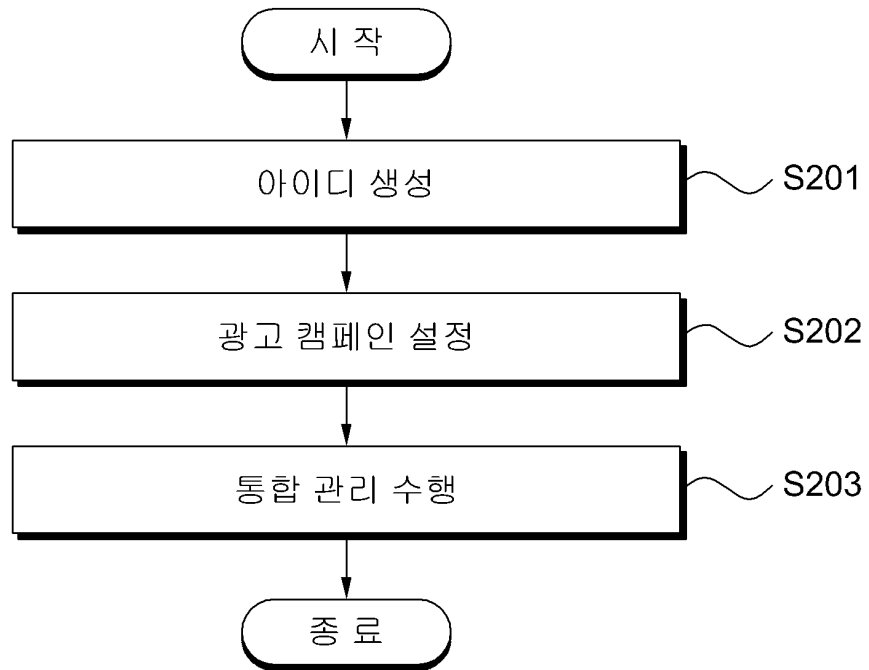 시 작
아이디 생성
S201
광고 캠페인 설정
S202
통합 관리 수행
S203
종 료